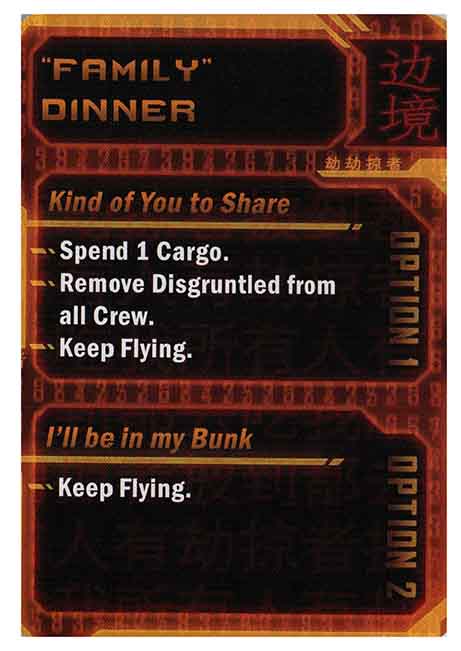 "FAMILY"
DINNER
边境
劫劫掠者
Kind of You to Share
Spend 1 Cargo.
Remove Disgruntled from
all Crew.
Keep Flying.
OPTION 1
I'll be in my Bunk
Keep Flying.
OPTION 2